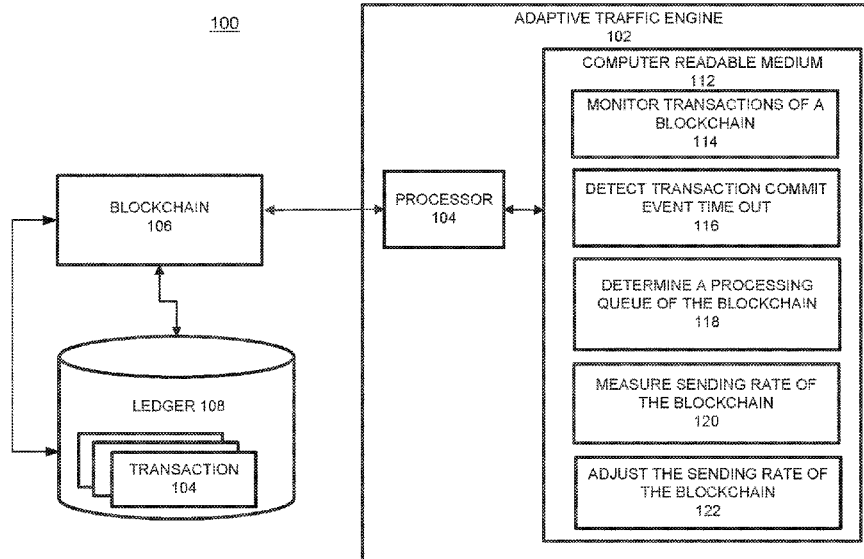 100
ADAPTIVE TRAFFIC ENGINE
102
COMPUTER READABLE MEDIUM
112
MONITOR TRANSACTIONS OF A
BLOCKCHAIN
114
DETECT TRANSACTION COMMIT
EVENT TIME OUT
116
DETERMINE A PROCESSING
QUEUE OF THE BLOCKCHAIN
118
MEASURE SENDING RATE OF
THE BLOCKCHAIN
120
ADJUST THE SENDING RATE OF
THE BLOCKCHAIN
122
PROCESSOR
104
BLOCKCHAIN
106
LEDGER 108
TRANSACTION
104